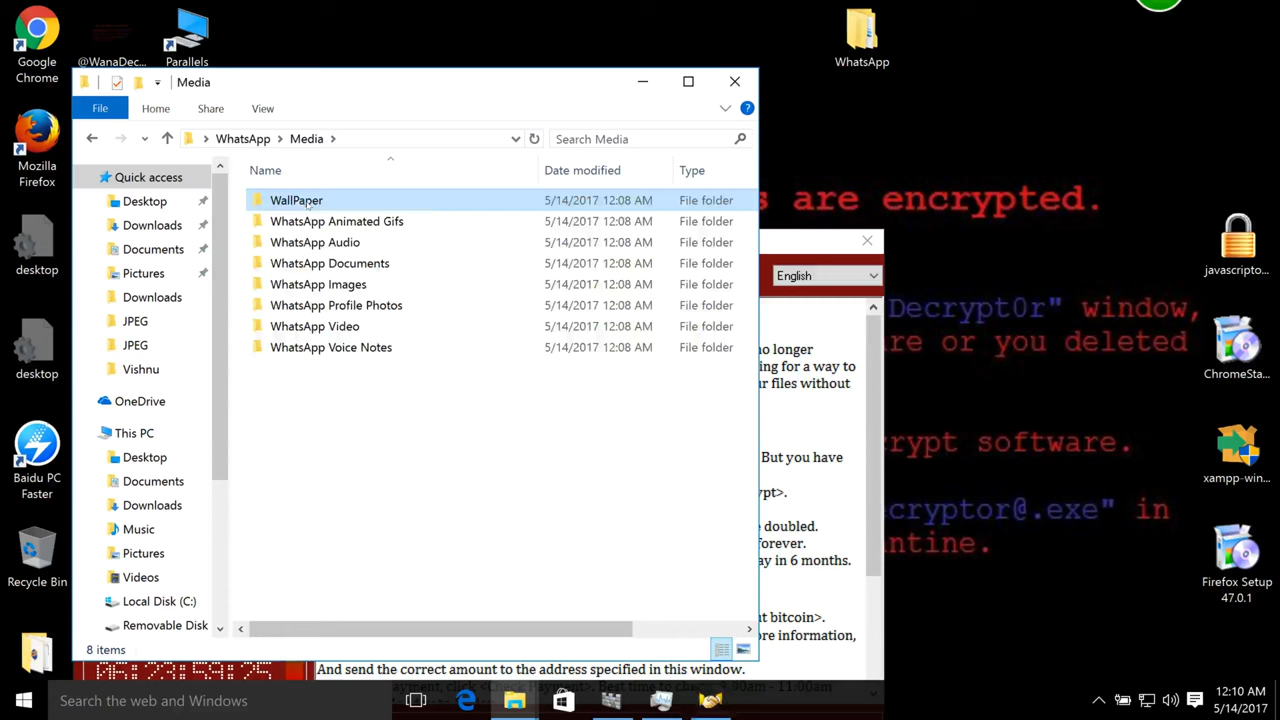 Google
Chrome
@WanaDec...
Parallels
WhatsApp
Media
File
Home
Share
View
WhatsApp
Media
Search Media
Name
Date modified
Type
Quick access
Desktop
Downloads
Documents
Pictures
Downloads
JPEG
JPEG
Vishnu
OneDrive
This PC
Desktop
Documents
Downloads
Music
Pictures
Videos
Local Disk (C:)
Removable Disk
WallPaper 5/14/2017 12:08 AM File folder
WhatsApp Animated Gifs 5/14/2017 12:08 AM File folder
WhatsApp Audio 5/14/2017 12:08 AM File folder
WhatsApp Documents 5/14/2017 12:08 AM File folder
WhatsApp Images 5/14/2017 12:08 AM File folder
WhatsApp Profile Photos 5/14/2017 12:08 AM File folder
WhatsApp Video 5/14/2017 12:08 AM File folder
WhatsApp Voice Notes 5/14/2017 12:08 AM File folder
8 items
Mozilla
Firefox
desktop
desktop
Baidu PC
Faster
Recycle Bin
s are encrypted.
Decrypt0r" window,
re or you deleted
crypt software.
ecryptor@.exe" in
ntine.
English
no longer
ing for a way to
ur files without
But you have
ypt>.
e doubled.
forever.
ay in 6 months.
ut bitcoin>.
ore information,
And send the correct amount to the address specified in this window.
06:23:59:25
javascripto...
ChromeSta...
xampp-win...
Firefox Setup
47.0.1
Search the web and Windows
12:10 AM
5/14/2017